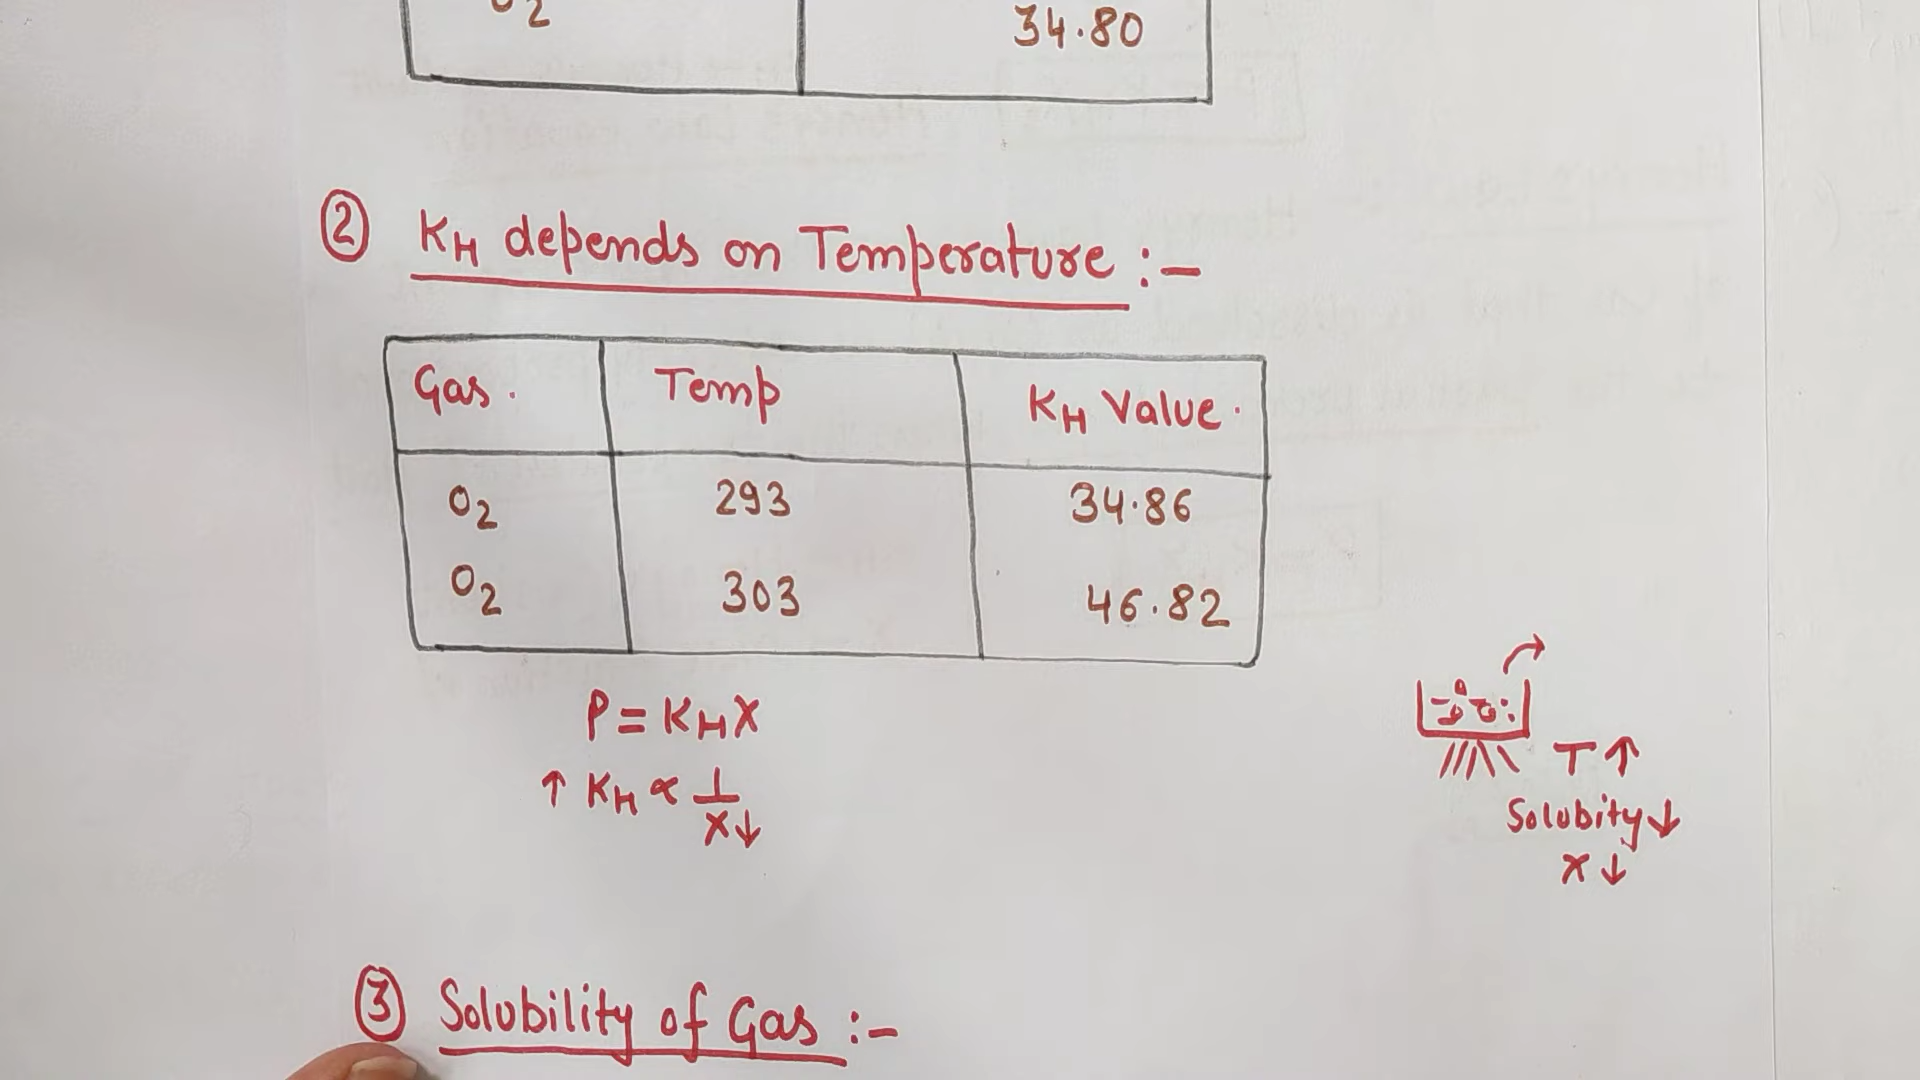 O2 34.80
② KH depends on Temperature :-
Gas. Temp KH Value.
O2 293 34.86
O2 303 46.82
P = KHX
↑ KH ∝ 1/X↓
T ↑
Solubity ↓
X ↓
③ Solubility of Gas :-